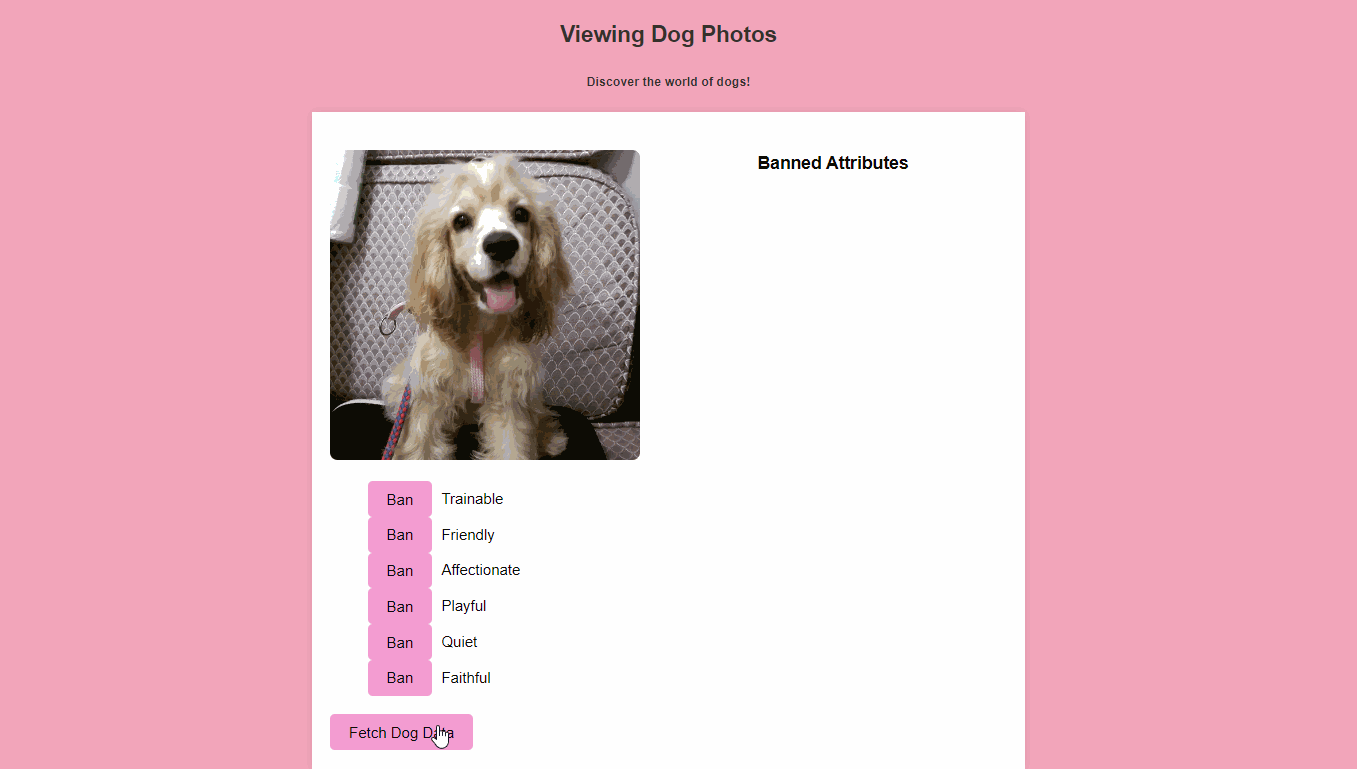 Viewing Dog Photos
Discover the world of dogs!
Banned Attributes
Ban Trainable
Ban Friendly
Ban Affectionate
Ban Playful
Ban Quiet
Ban Faithful
Fetch Dog Data